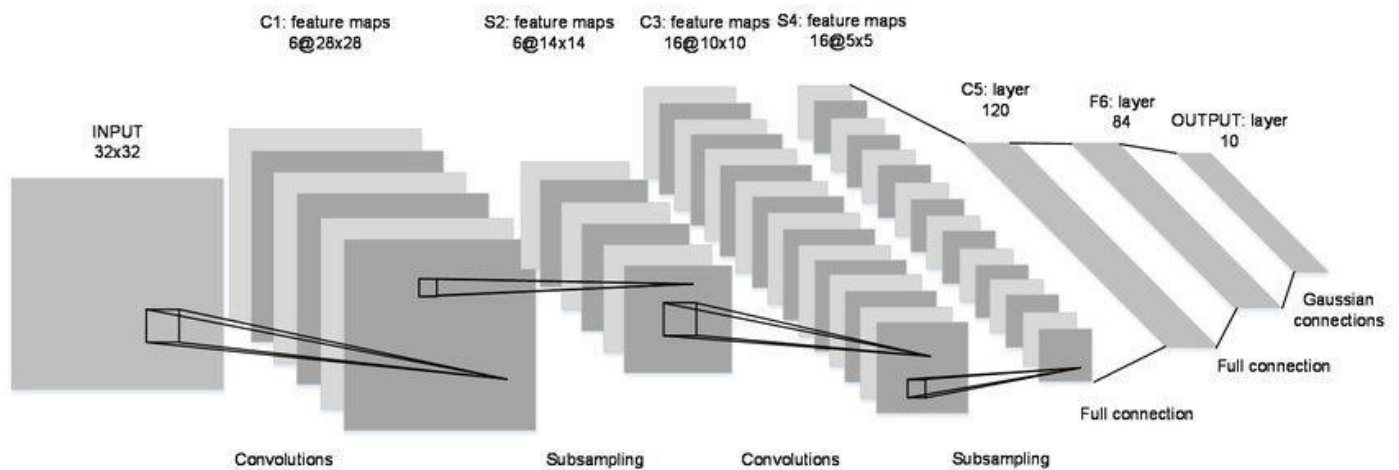 C1: feature maps
6@28x28
S2: feature maps
6@14x14
C3: feature maps
16@10x10
S4: feature maps
16@5x5
INPUT
32x32
C5: layer
120
F6: layer
84
OUTPUT: layer
10
Gaussian
connections
Full connection
Full connection
Convolutions
Subsampling
Convolutions
Subsampling